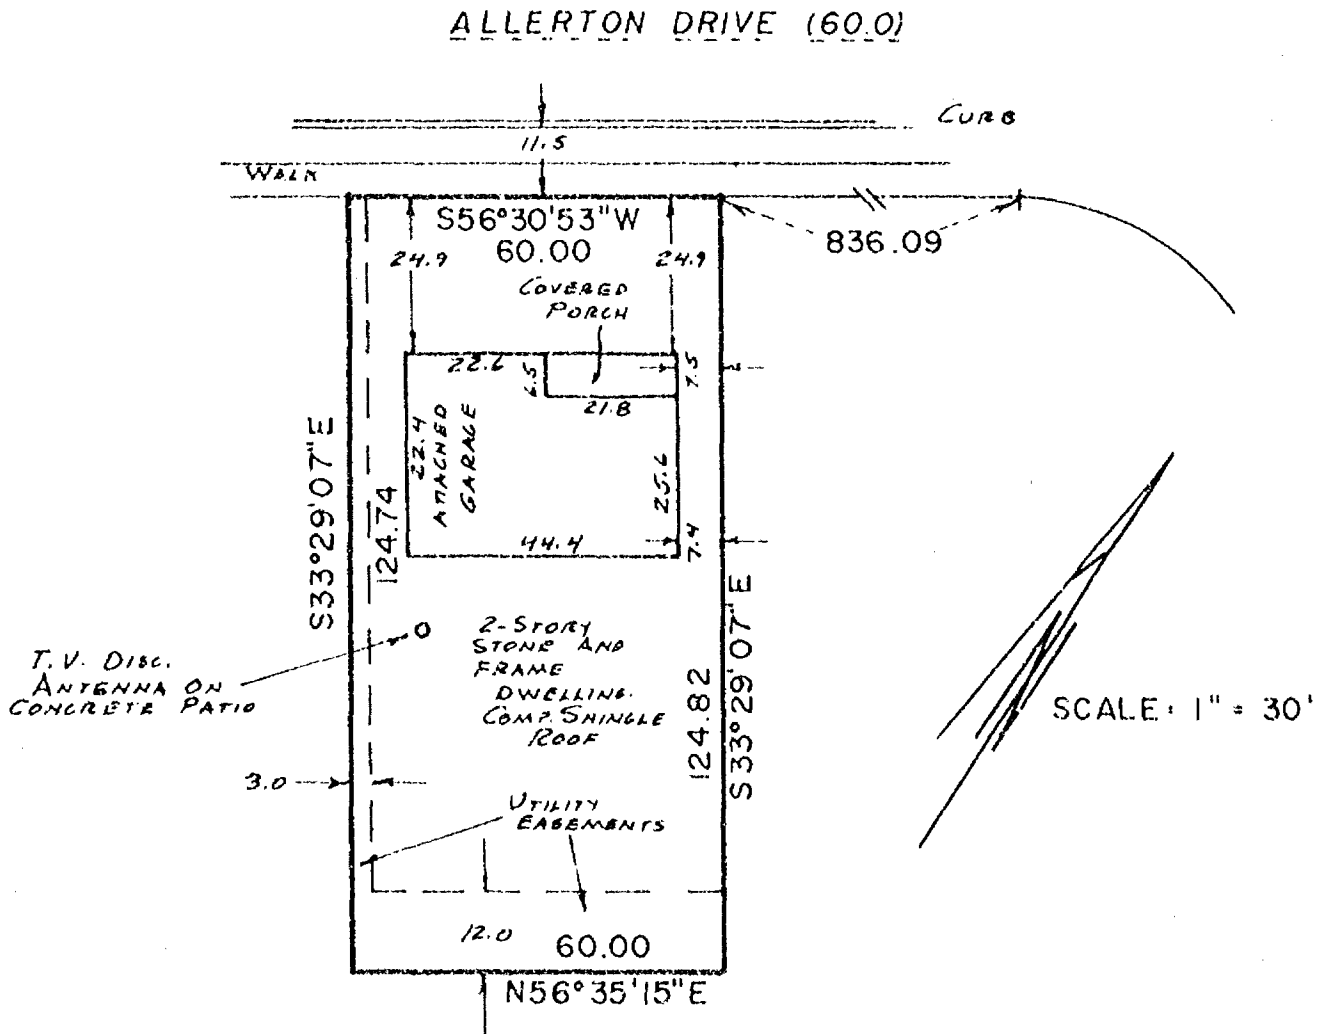 ALLERTON DRIVE (60.0)
CURB
11.5
WALK
S56°30'53"W
60.00
836.09
24.9
24.9
COVERED
PORCH
22.6
6.5
21.8
7.5
S33°29'07"E
124.74
22.4
ATTACHED
GARAGE
25.6
44.4
7.4
T.V. DISC.
ANTENNA ON
CONCRETE PATIO
2-STORY
STONE AND
FRAME
DWELLING.
COMP. SHINGLE
ROOF
124.82
S33°29'07"E
SCALE: 1" = 30'
3.0
UTILITY
EASEMENTS
12.0
60.00
N56°35'15"E